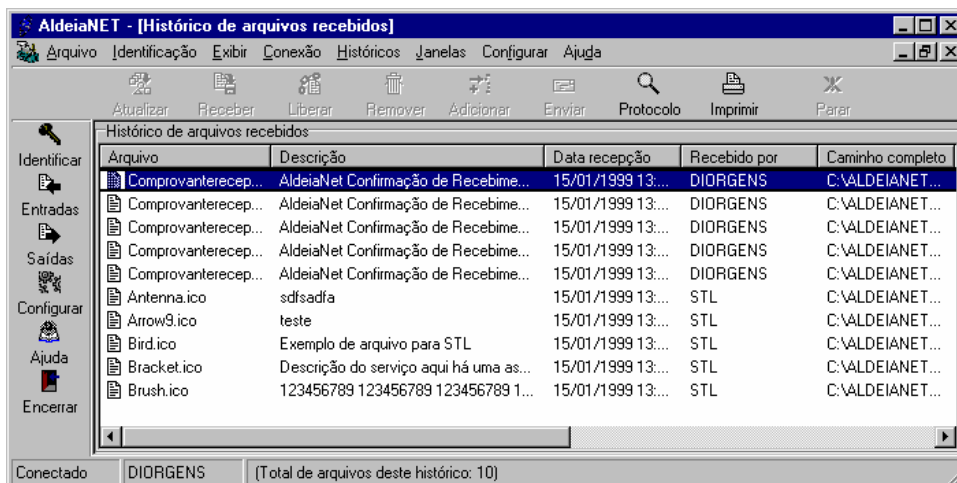 AldeiaNET - [Histórico de arquivos recebidos]
Arquivo Identificação Exibir Conexão Históricos Janelas Configurar Ajuda
Atualizar Receber Liberar Remover Adicionar Enviar Protocolo Imprimir Parar
Identificar
Entradas
Saídas
Configurar
Ajuda
Encerrar
Histórico de arquivos recebidos
Arquivo Descrição Data recepção Recebido por Caminho completo
Comprovanterecep... AldeiaNet Confirmação de Recebime... 15/01/1999 13:... DIORGENS C:\ALDEIANET...
Comprovanterecep... AldeiaNet Confirmação de Recebime... 15/01/1999 13:... DIORGENS C:\ALDEIANET...
Comprovanterecep... AldeiaNet Confirmação de Recebime... 15/01/1999 13:... DIORGENS C:\ALDEIANET...
Comprovanterecep... AldeiaNet Confirmação de Recebime... 15/01/1999 13:... DIORGENS C:\ALDEIANET...
Comprovanterecep... AldeiaNet Confirmação de Recebime... 15/01/1999 13:... DIORGENS C:\ALDEIANET...
Antenna.ico sdfsadfa 15/01/1999 13:... STL C:\ALDEIANET...
Arrow9.ico teste 15/01/1999 13:... STL C:\ALDEIANET...
Bird.ico Exemplo de arquivo para STL 15/01/1999 13:... STL C:\ALDEIANET...
Bracket.ico Descrição do serviço aqui há uma as... 15/01/1999 13:... STL C:\ALDEIANET...
Brush.ico 123456789 123456789 123456789 1... 15/01/1999 13:... STL C:\ALDEIANET...
Conectado DIORGENS (Total de arquivos deste histórico: 10)